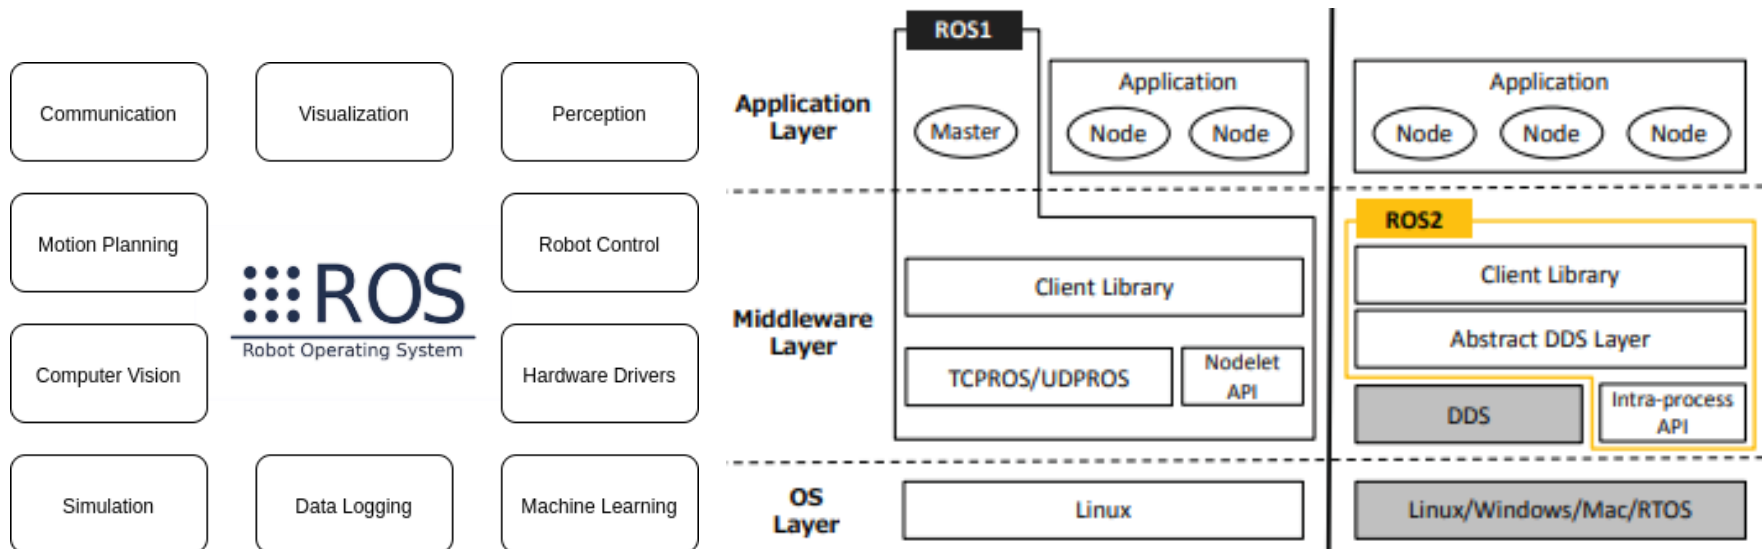 Communication
Visualization
Perception
Motion Planning
Robot Control
ROS
Robot Operating System
Computer Vision
Hardware Drivers
Simulation
Data Logging
Machine Learning
ROS1
Application
Layer
Master
Application
Node
Node
Application
Node
Node
Node
Middleware
Layer
Client Library
TCPROS/UDPROS
Nodelet
API
ROS2
Client Library
Abstract DDS Layer
DDS
Intra-process
API
OS
Layer
Linux
Linux/Windows/Mac/RTOS